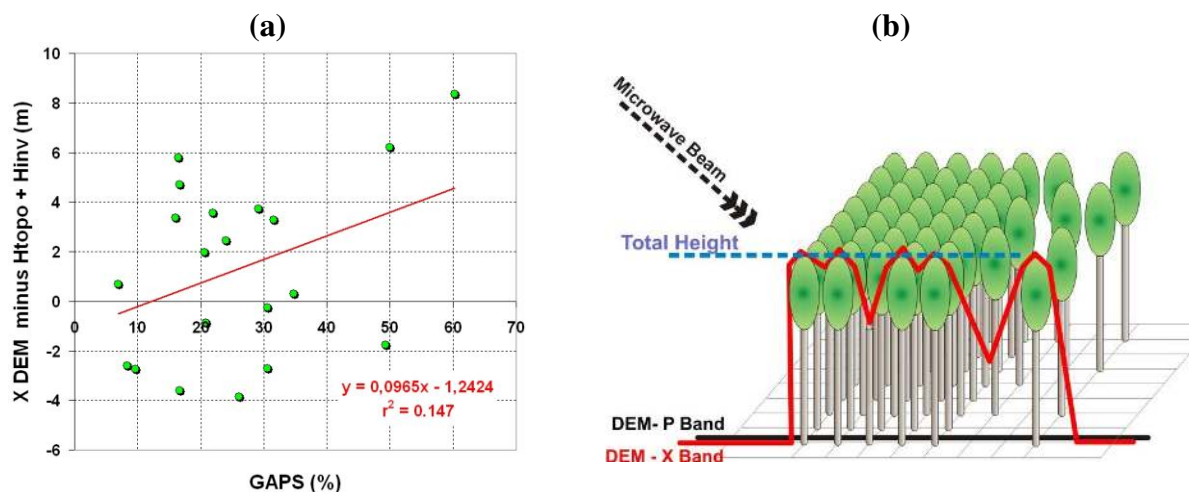 (a)
X DEM minus Htopo + Hinv (m)
10
8
6
4
2
0
-2
-4
-6
0 10 20 30 40 50 60 70
y = 0,0965x - 1,2424
r² = 0.147
GAPS (%)
(b)
Microwave Beam
Total Height
DEM- P Band
DEM - X Band